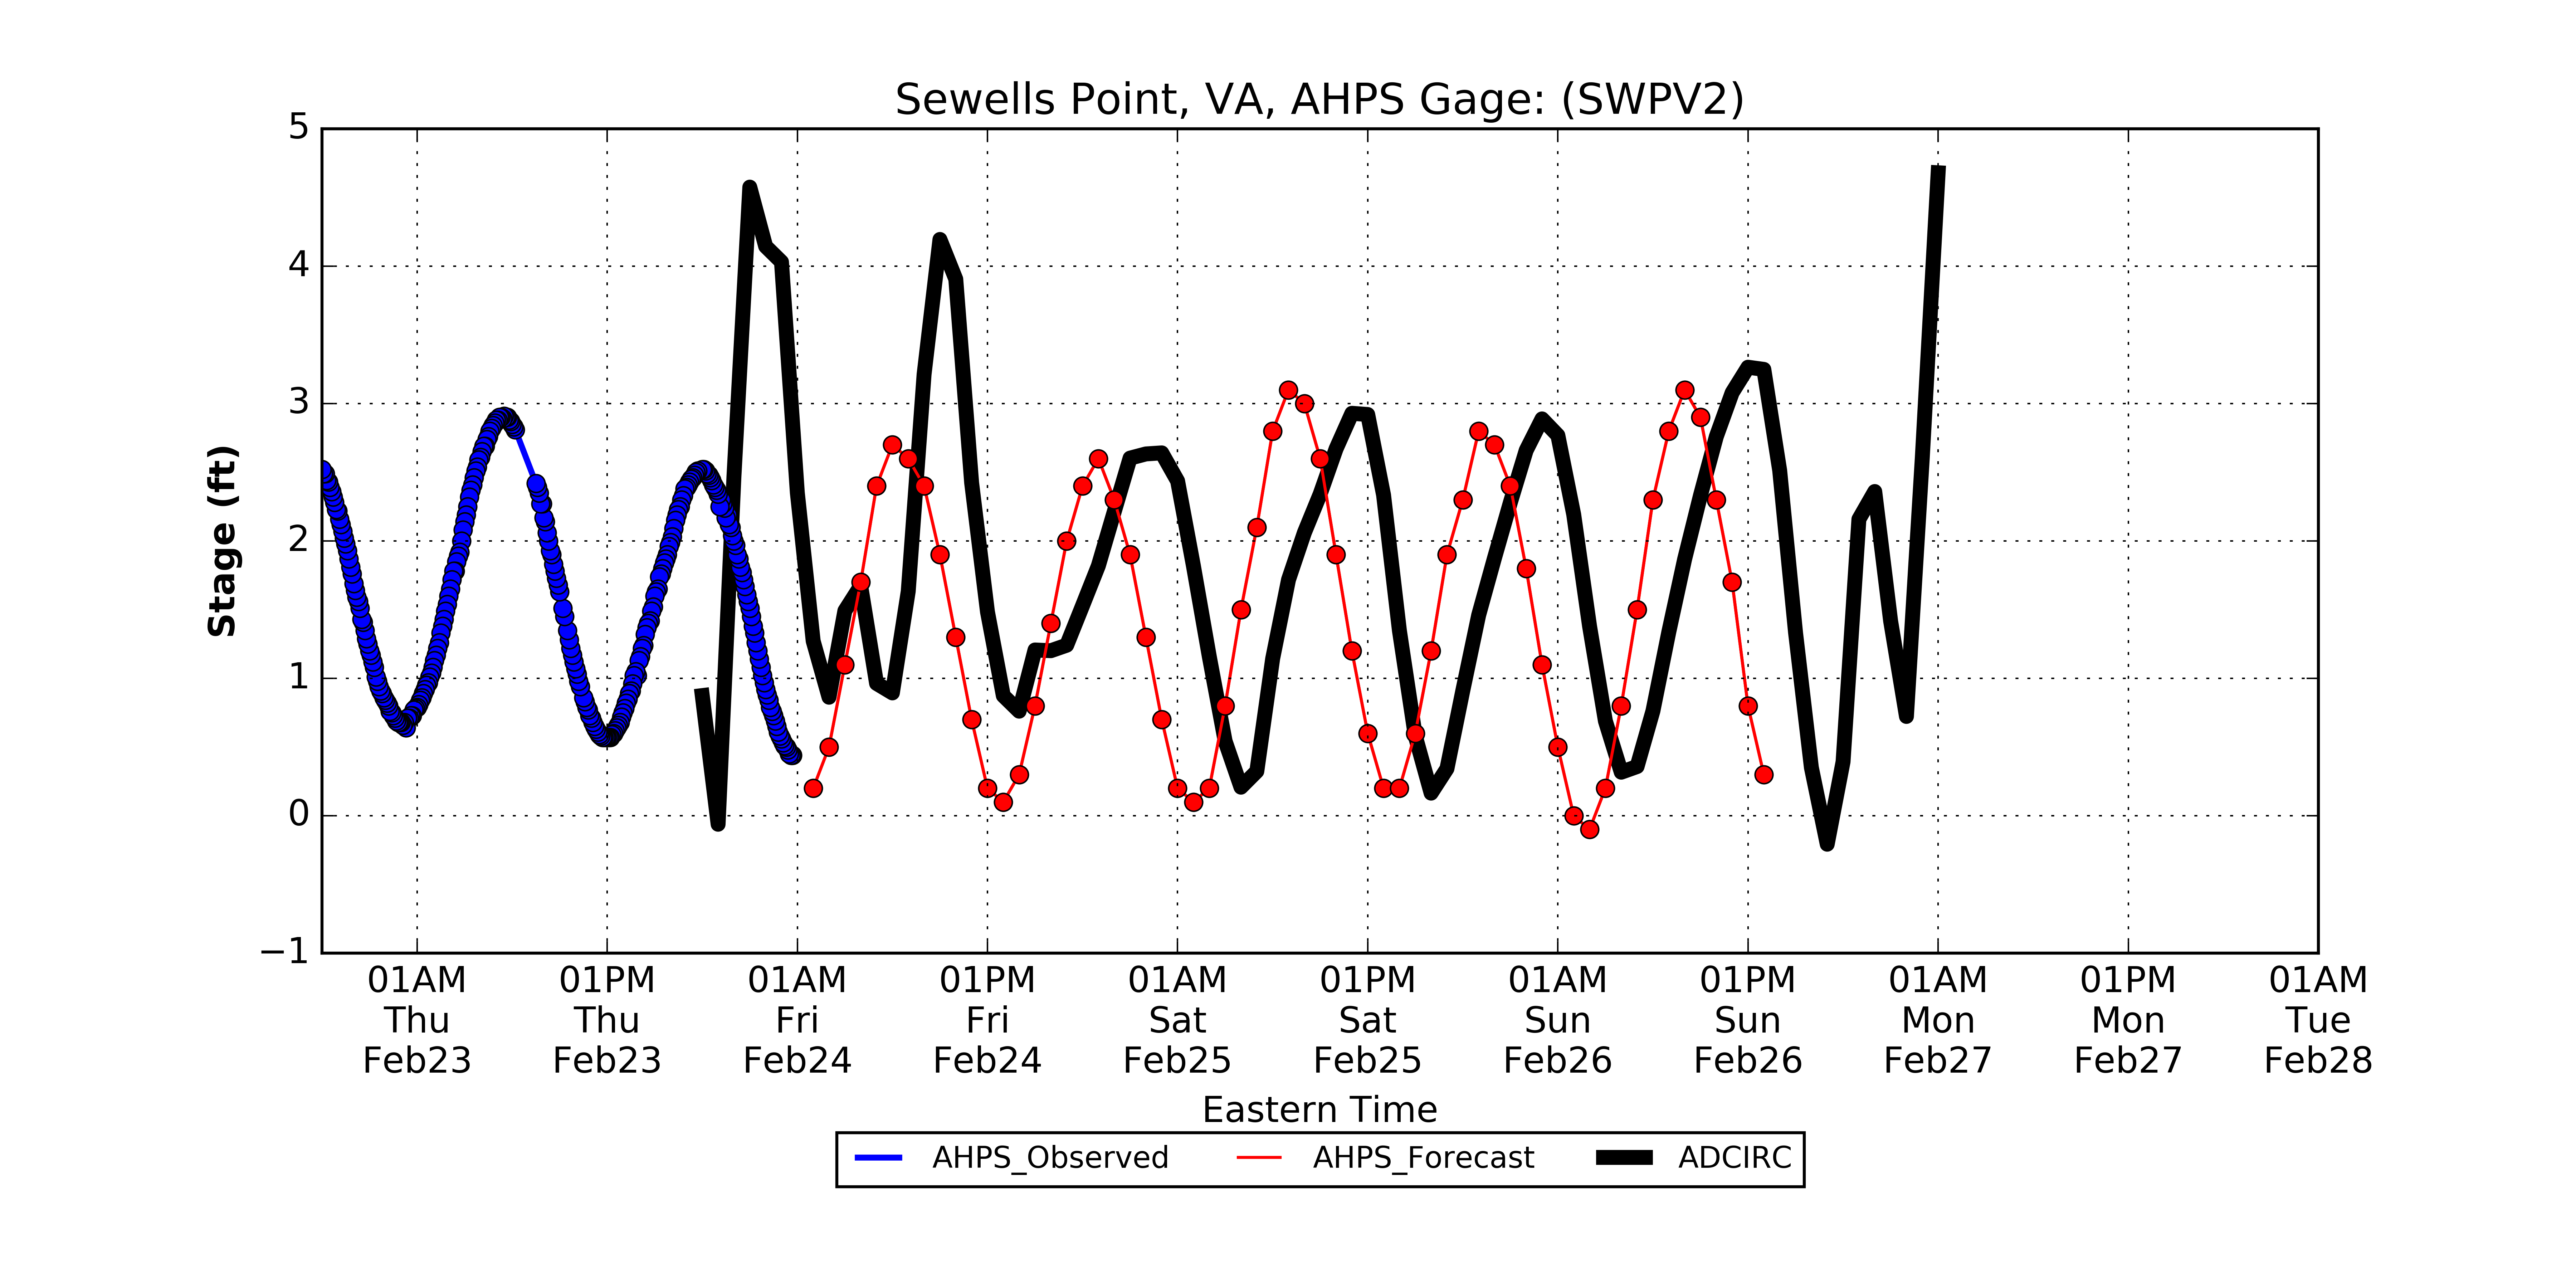 Sewells Point, VA, AHPS Gage: (SWPV2)
5
4
3
2
1
0
−1
Stage (ft)
01AM 01PM 01AM 01PM 01AM 01PM 01AM 01PM 01AM 01PM 01AM
Thu Thu Fri Fri Sat Sat Sun Sun Mon Mon Tue
Feb23 Feb23 Feb24 Feb24 Feb25 Feb25 Feb26 Feb26 Feb27 Feb27 Feb28
Eastern Time
AHPS_Observed AHPS_Forecast ADCIRC